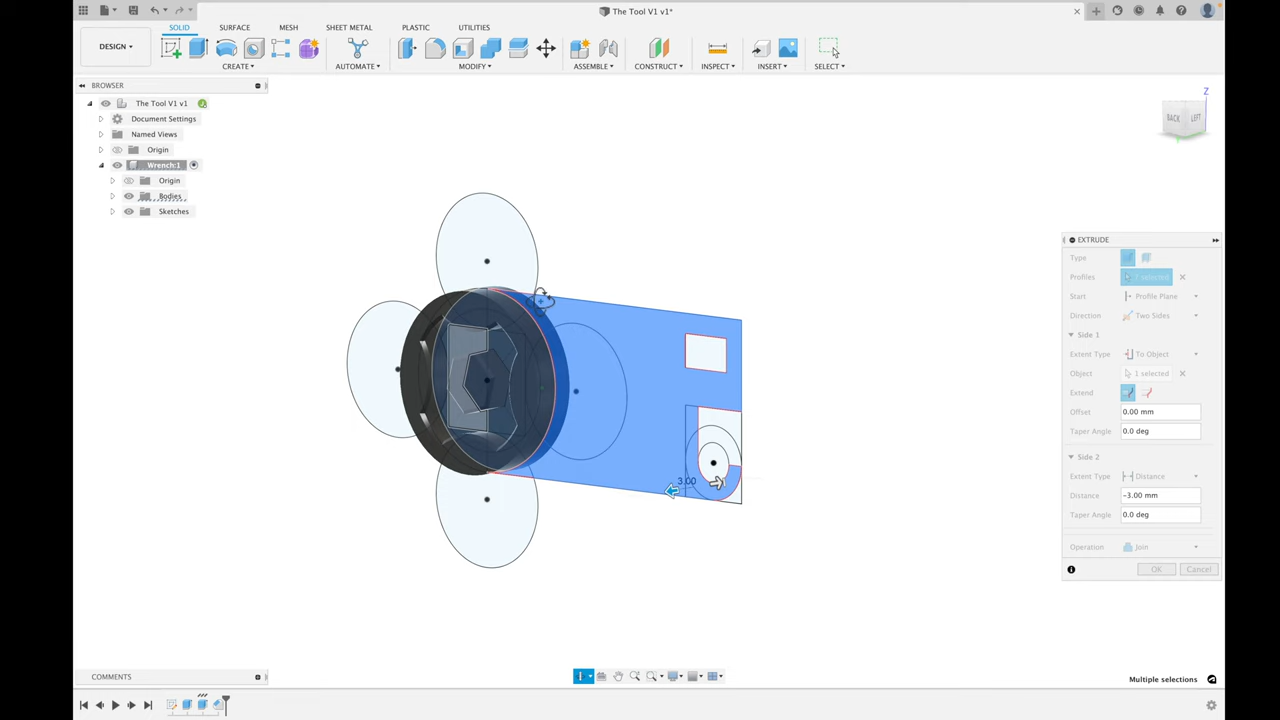 The Tool V1 v1*
SOLID SURFACE MESH SHEET METAL PLASTIC UTILITIES
DESIGN
CREATE AUTOMATE MODIFY ASSEMBLE CONSTRUCT INSPECT INSERT SELECT
BROWSER
The Tool V1 v1
Document Settings
Named Views
Origin
Wrench:1
Origin
Bodies
Sketches
Z
BACK LEFT
3.00
EXTRUDE
Type
Profiles 1 selected
Start Profile Plane
Direction Two Sides
Side 1
Extent Type To Object
Object 1 selected
Extend
Offset 0.00 mm
Taper Angle 0.0 deg
Side 2
Extent Type Distance
Distance -3.00 mm
Taper Angle 0.0 deg
Operation Join
OK Cancel
COMMENTS
Multiple selections